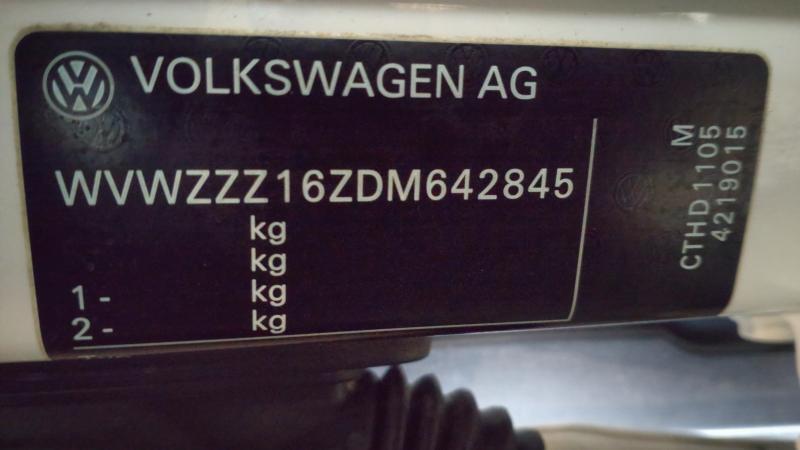 VOLKSWAGEN AG
WVWZZZ16ZDM642845
kg
kg
1 - kg
2 - kg
M
CTHD 1105
4219015